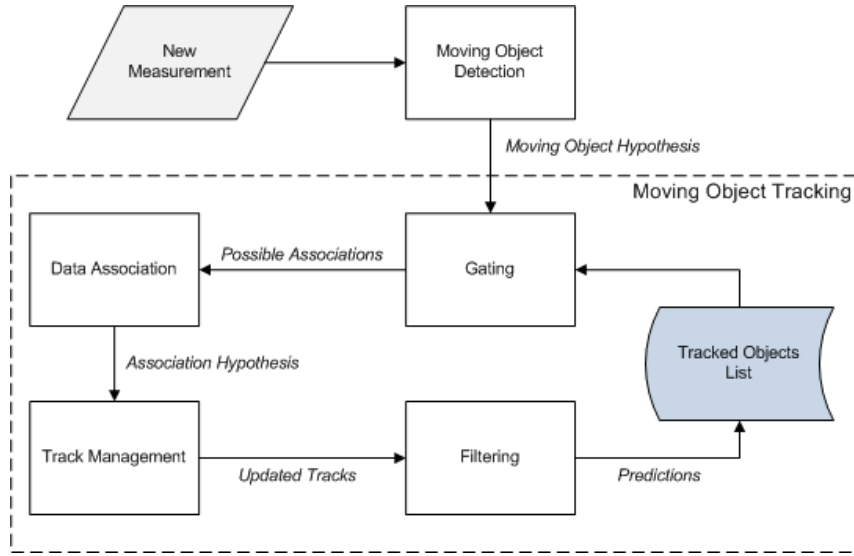 New
Measurement
Moving Object
Detection
Moving Object Hypothesis
Moving Object Tracking
Data Association
Possible Associations
Gating
Tracked Objects
List
Association Hypothesis
Track Management
Updated Tracks
Filtering
Predictions